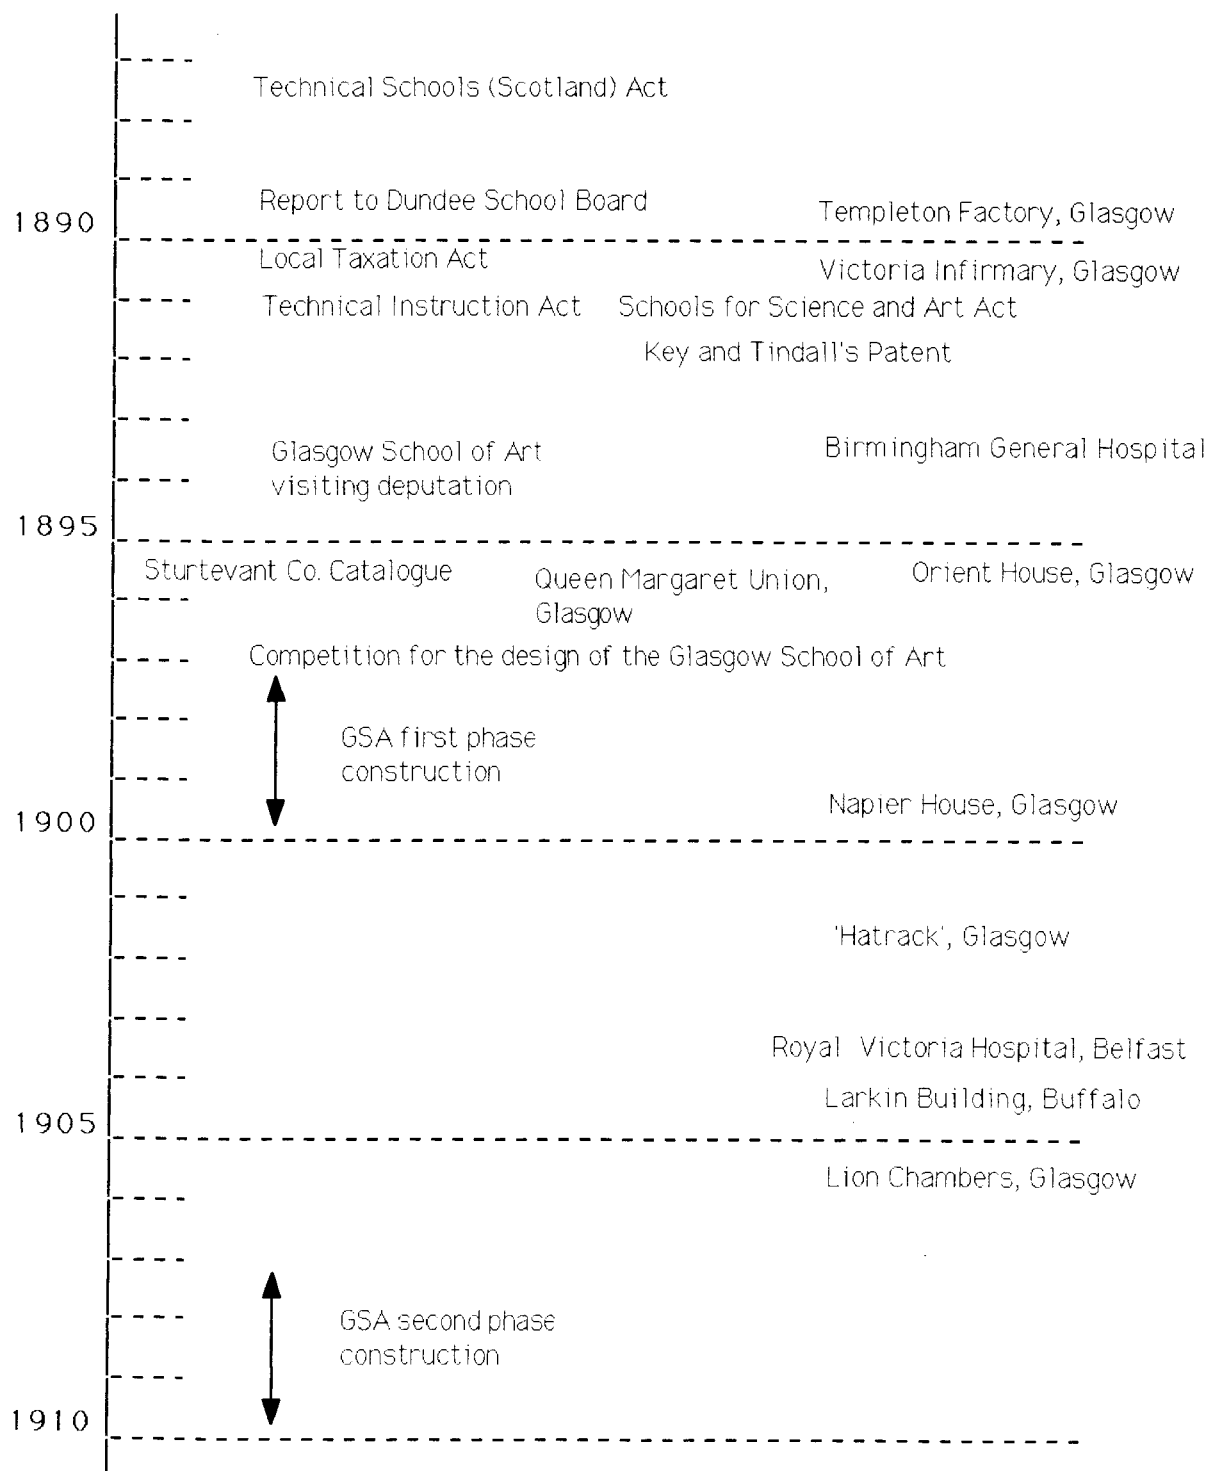 Technical Schools (Scotland) Act
Report to Dundee School Board
Templeton Factory, Glasgow
1890
Local Taxation Act
Victoria Infirmary, Glasgow
Technical Instruction Act
Schools for Science and Art Act
Key and Tindall's Patent
Glasgow School of Art
visiting deputation
Birmingham General Hospital
1895
Sturtevant Co. Catalogue
Queen Margaret Union,
Glasgow
Orient House, Glasgow
Competition for the design of the Glasgow School of Art
GSA first phase
construction
Napier House, Glasgow
1900
'Hatrack', Glasgow
Royal Victoria Hospital, Belfast
Larkin Building, Buffalo
1905
Lion Chambers, Glasgow
GSA second phase
construction
1910